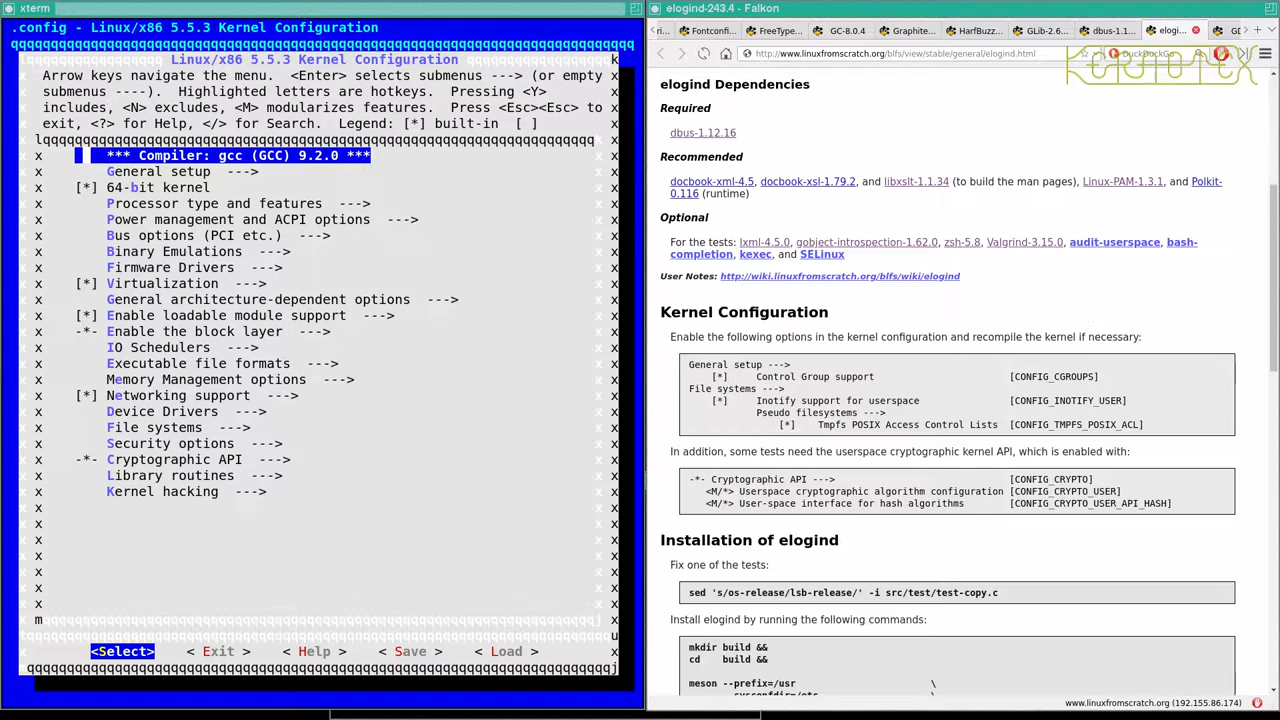 xterm
.config - Linux/x86 5.5.3 Kernel Configuration
qqqqqqqqqqqqqqqqqqqqqqqqqqqqqqqqqqqqqqqqqqqqqqqqqqqqqqqqqqqqqqqqqqqqqqqqqqqqqq
Linux/x86 5.5.3 Kernel Configuration
Arrow keys navigate the menu. <Enter> selects submenus ---> (or empty
submenus ----). Highlighted letters are hotkeys. Pressing <Y>
includes, <N> excludes, <M> modularizes features. Press <Esc><Esc> to
exit, <?> for Help, </> for Search. Legend: [*] built-in [ ]
*** Compiler: gcc (GCC) 9.2.0 ***
General setup --->
[*] 64-bit kernel
Processor type and features --->
Power management and ACPI options --->
Bus options (PCI etc.) --->
Binary Emulations --->
Firmware Drivers --->
[*] Virtualization --->
General architecture-dependent options --->
[*] Enable loadable module support --->
-*- Enable the block layer --->
IO Schedulers --->
Executable file formats --->
Memory Management options --->
[*] Networking support --->
Device Drivers --->
File systems --->
Security options --->
-*- Cryptographic API --->
Library routines --->
Kernel hacking --->
<Select> < Exit > < Help > < Save > < Load >
elogind-243.4 - Falkon
ri... Fontconfi... FreeType... GC-8.0.4 Graphite... HarfBuzz... GLib-2.6... dbus-1.1... elogi... GD
http://www.linuxfromscratch.org/blfs/view/stable/general/elogind.html
DuckDuckGo
elogind Dependencies
Required
dbus-1.12.16
Recommended
docbook-xml-4.5, docbook-xsl-1.79.2, and libxslt-1.1.34 (to build the man pages), Linux-PAM-1.3.1, and Polkit-
0.116 (runtime)
Optional
For the tests: lxml-4.5.0, gobject-introspection-1.62.0, zsh-5.8, Valgrind-3.15.0, audit-userspace, bash-
completion, kexec, and SELinux
User Notes: http://wiki.linuxfromscratch.org/blfs/wiki/elogind
Kernel Configuration
Enable the following options in the kernel configuration and recompile the kernel if necessary:
General setup --->
[*] Control Group support [CONFIG_CGROUPS]
File systems --->
[*] Inotify support for userspace [CONFIG_INOTIFY_USER]
Pseudo filesystems --->
[*] Tmpfs POSIX Access Control Lists [CONFIG_TMPFS_POSIX_ACL]
In addition, some tests need the userspace cryptographic kernel API, which is enabled with:
-*- Cryptographic API ---> [CONFIG_CRYPTO]
<M/*> Userspace cryptographic algorithm configuration [CONFIG_CRYPTO_USER]
<M/*> User-space interface for hash algorithms [CONFIG_CRYPTO_USER_API_HASH]
Installation of elogind
Fix one of the tests:
sed 's/os-release/lsb-release/' -i src/test/test-copy.c
Install elogind by running the following commands:
mkdir build &&
cd build &&
meson --prefix=/usr \
www.linuxfromscratch.org (192.155.86.174)